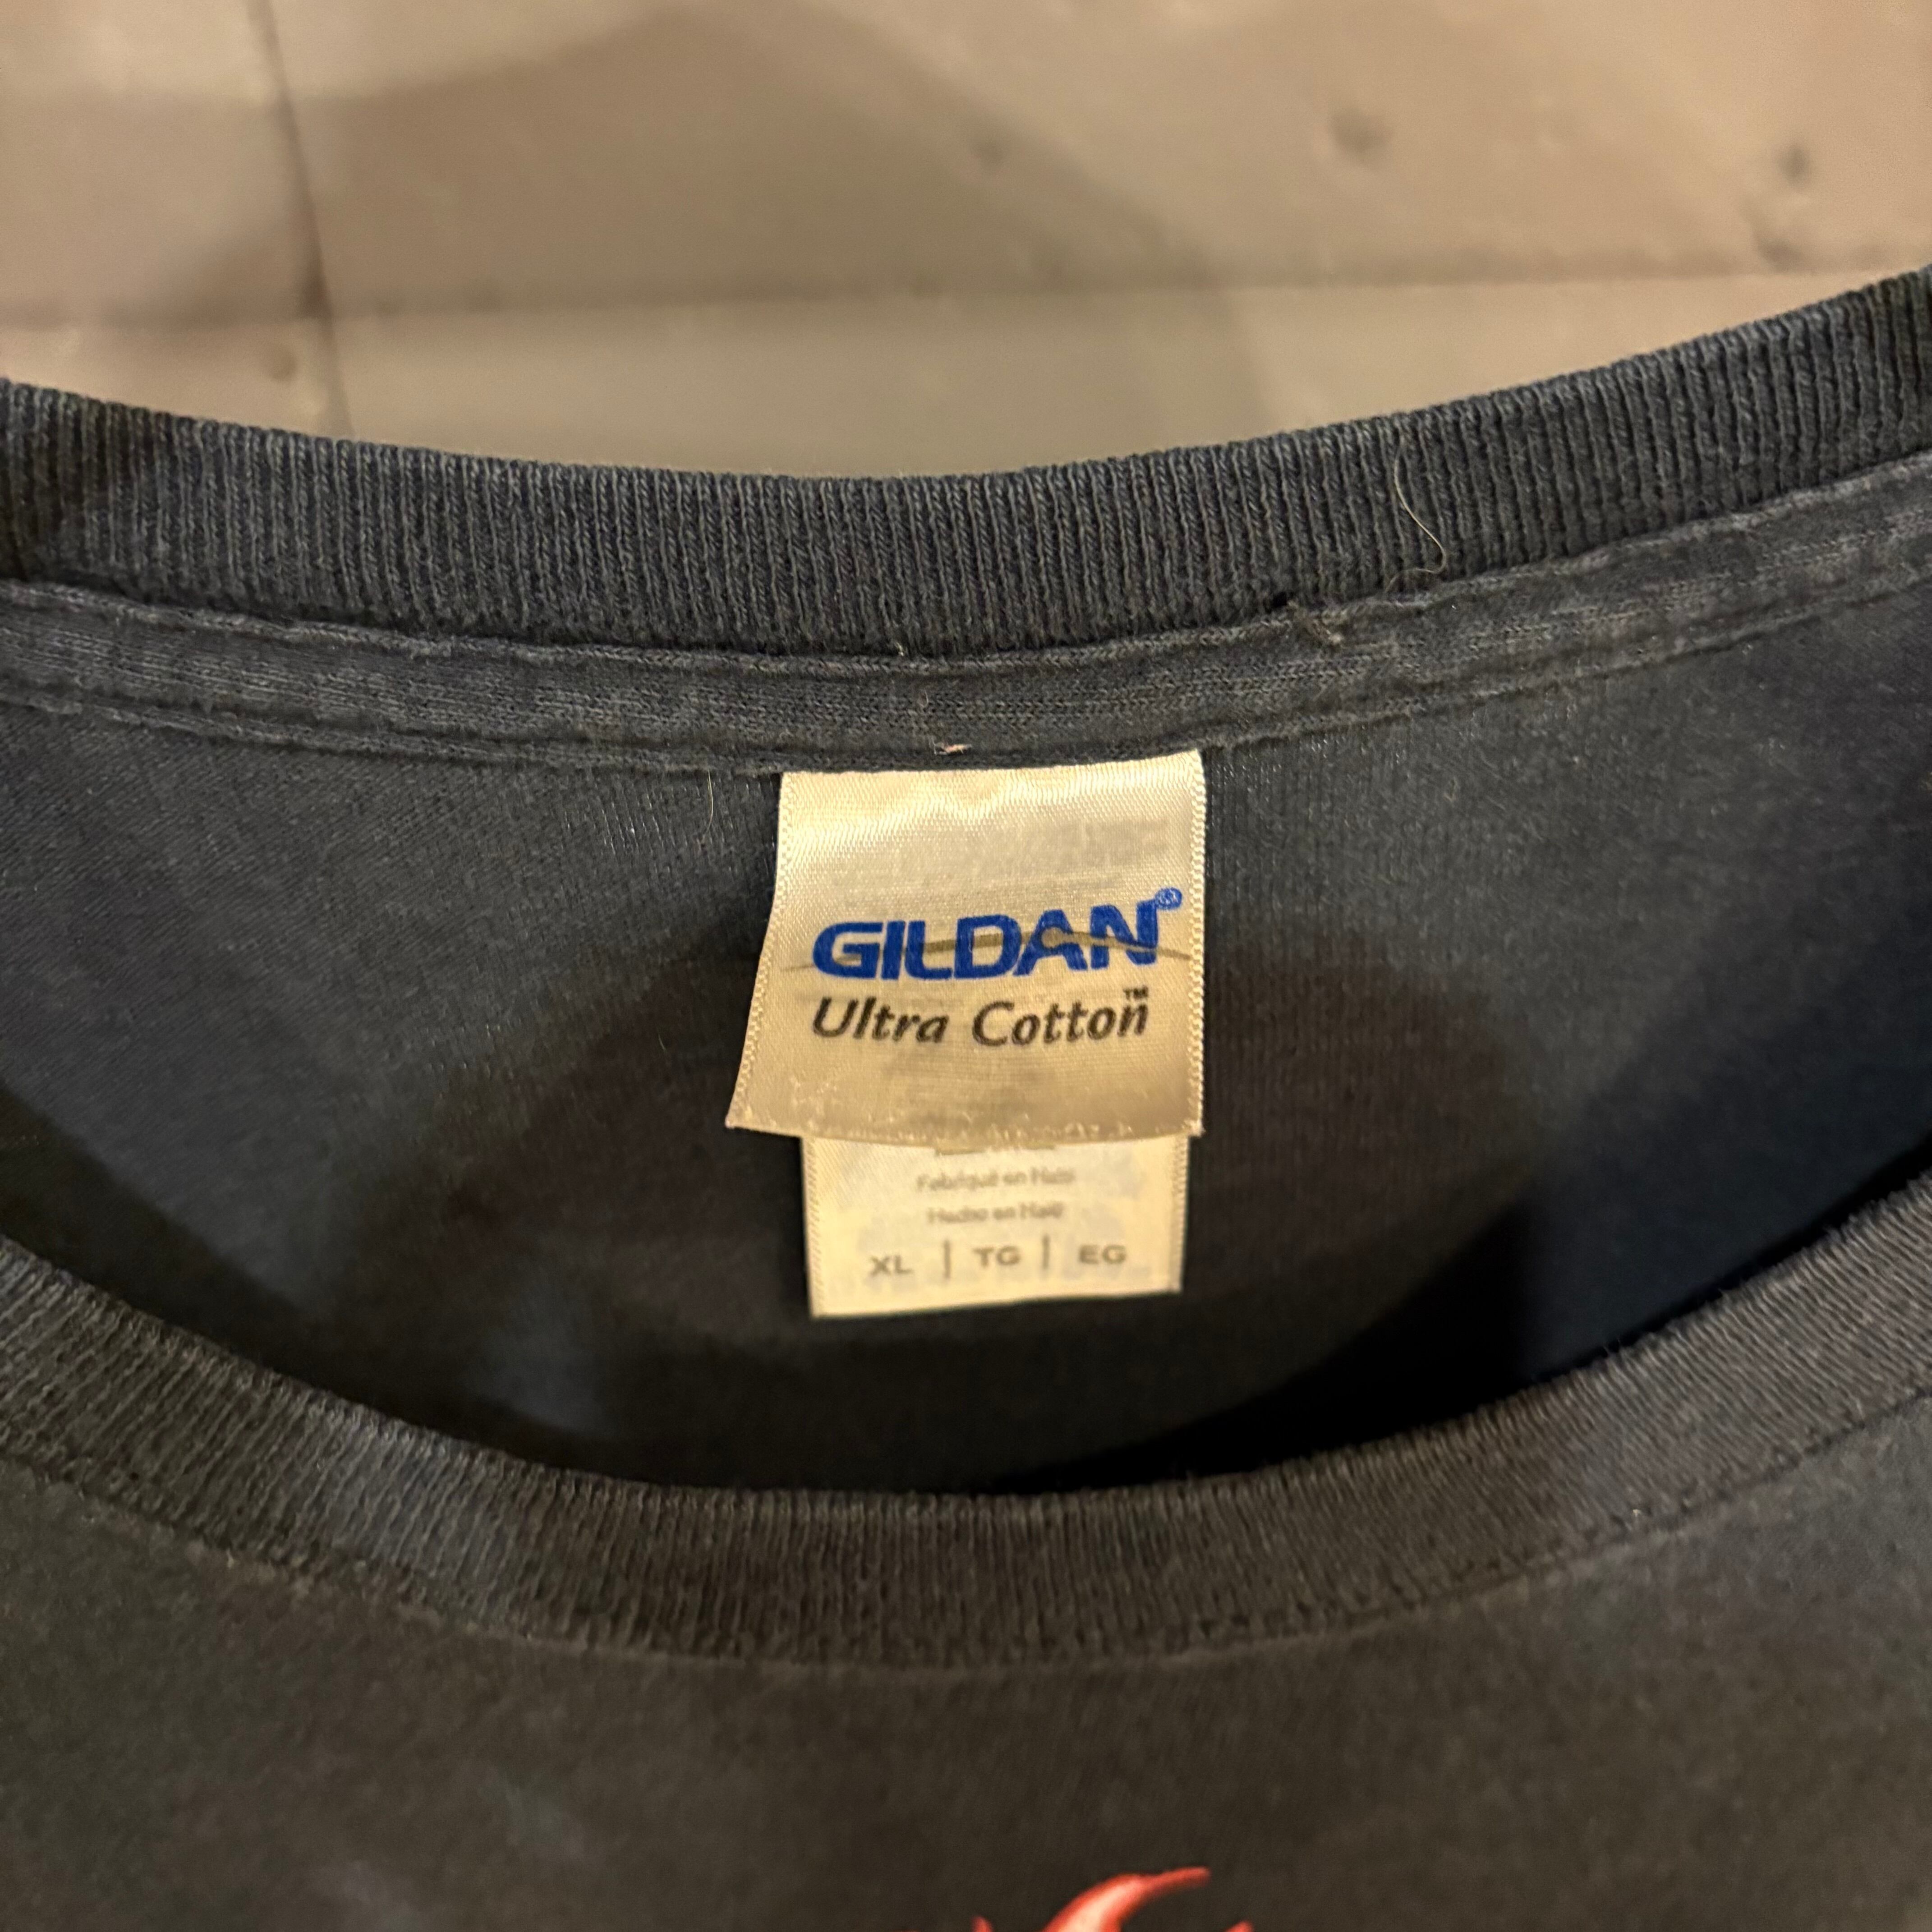 GILDAN®
Ultra Cotton™
Fabriqué en Haïti
Hecho en Haití
XL | TG | EG